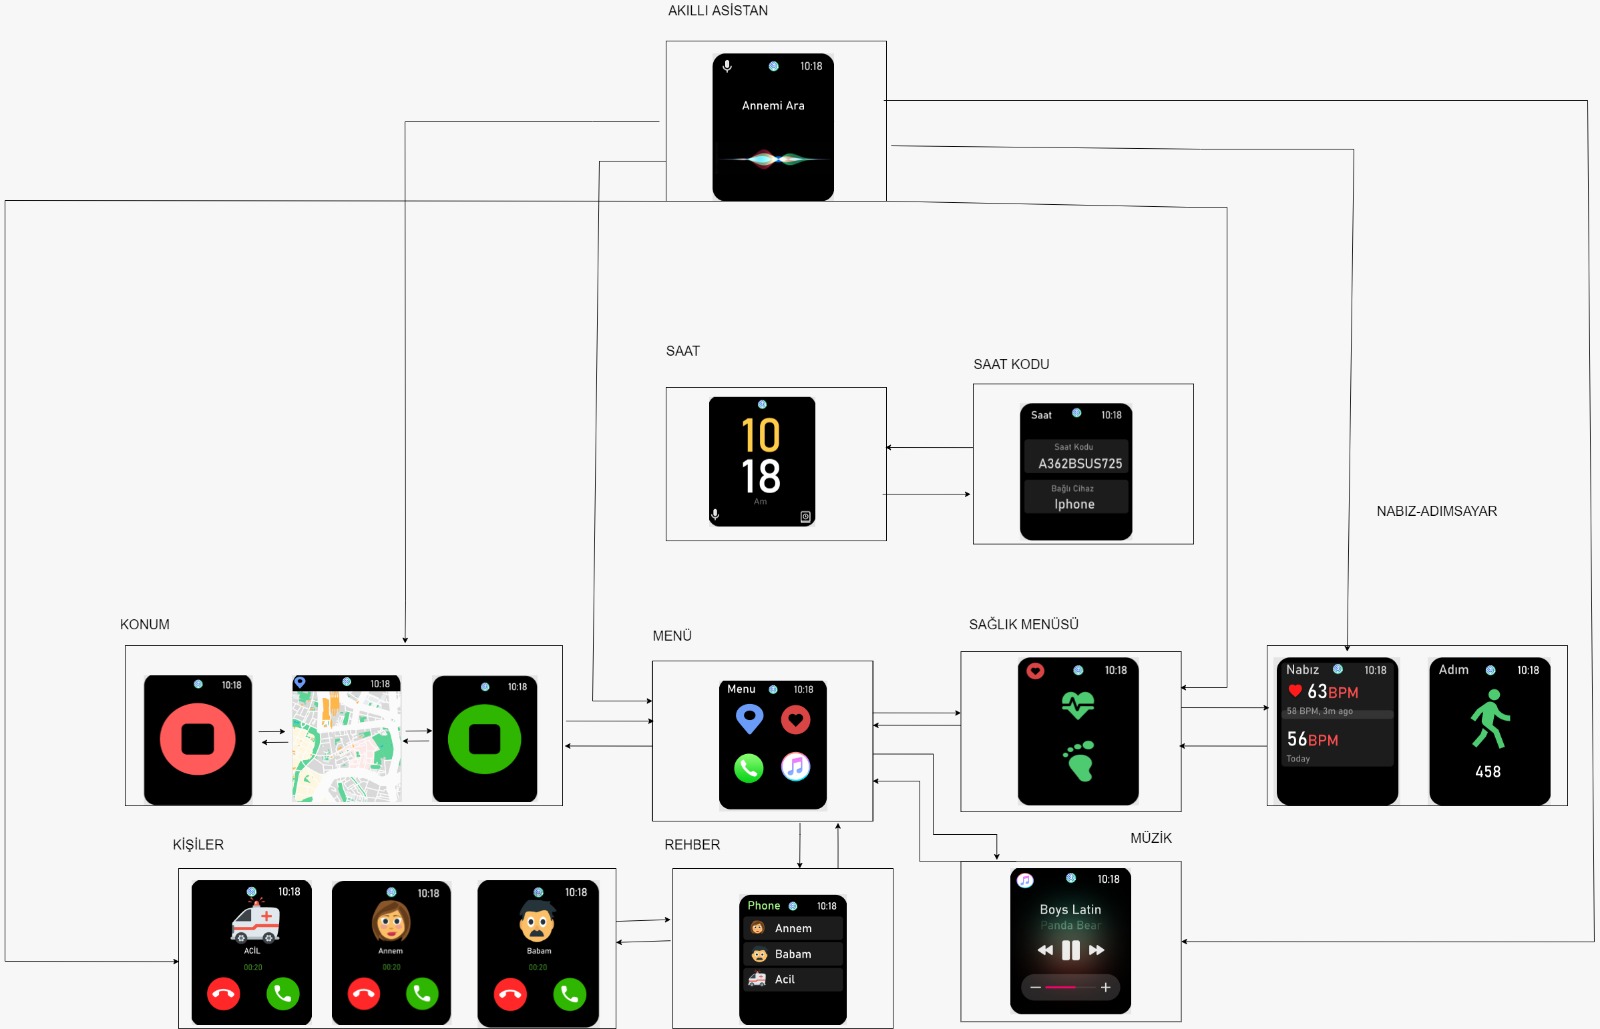 AKILLI ASİSTAN
10:18
Annemi Ara
SAAT
10
18
Am
SAAT KODU
Saat
10:18
Saat Kodu
A362BSUS725
Bağlı Cihaz
Iphone
NABIZ-ADIMSAYAR
KONUM
10:18
10:18
10:18
MENÜ
Menu
10:18
SAĞLIK MENÜSÜ
10:18
Nabız
10:18
63BPM
58 BPM, 3m ago
56BPM
Today
Adım
10:18
458
KİŞİLER
10:18
ACİL
00:20
10:18
Annem
00:20
10:18
Babam
00:20
REHBER
Phone
10:18
Annem
Babam
Acil
MÜZİK
10:18
Boys Latin
Panda Bear